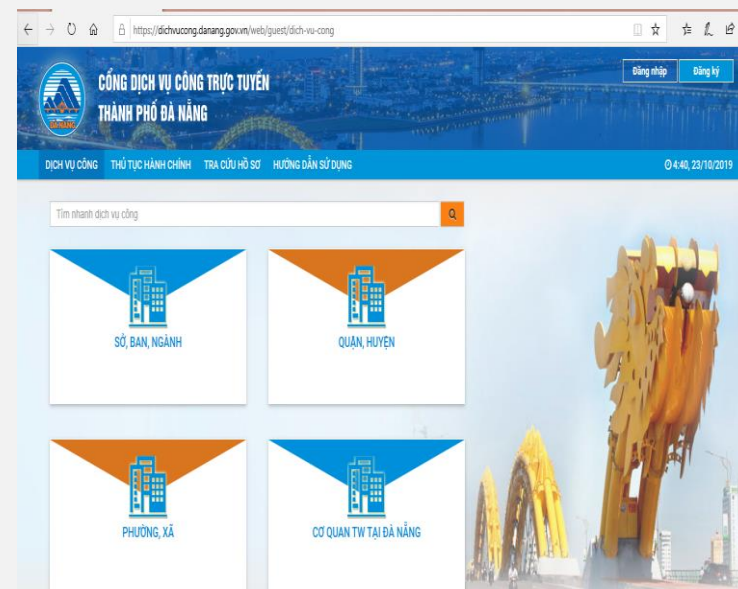 https://dichvucong.danang.gov.vn/web/guest/dich-vu-cong
CỔNG DỊCH VỤ CÔNG TRỰC TUYẾN
THÀNH PHỐ ĐÀ NẴNG
ĐA NANG
Đăng nhập
Đăng ký
DỊCH VỤ CÔNG THỦ TỤC HÀNH CHÍNH TRA CỨU HỒ SƠ HƯỚNG DẪN SỬ DỤNG
4:40, 23/10/2019
Tìm nhanh dịch vụ công
SỞ, BAN, NGÀNH
QUẬN, HUYỆN
PHƯỜNG, XÃ
CƠ QUAN TW TẠI ĐÀ NẴNG